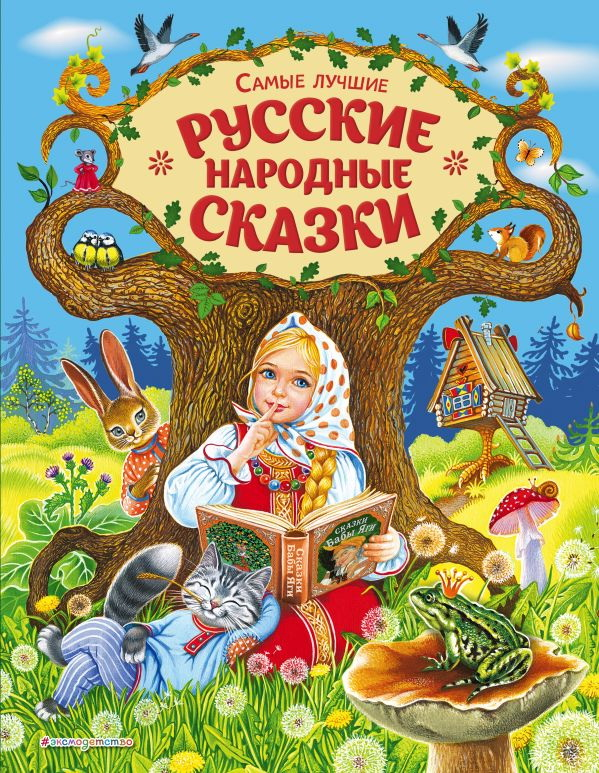 Самые лучшие
РУССКИЕ
НАРОДНЫЕ
СКАЗКИ
СКАЗКИ
БАБЫ ЯГИ
Сказки
Бабы Яги
#эксмодетство